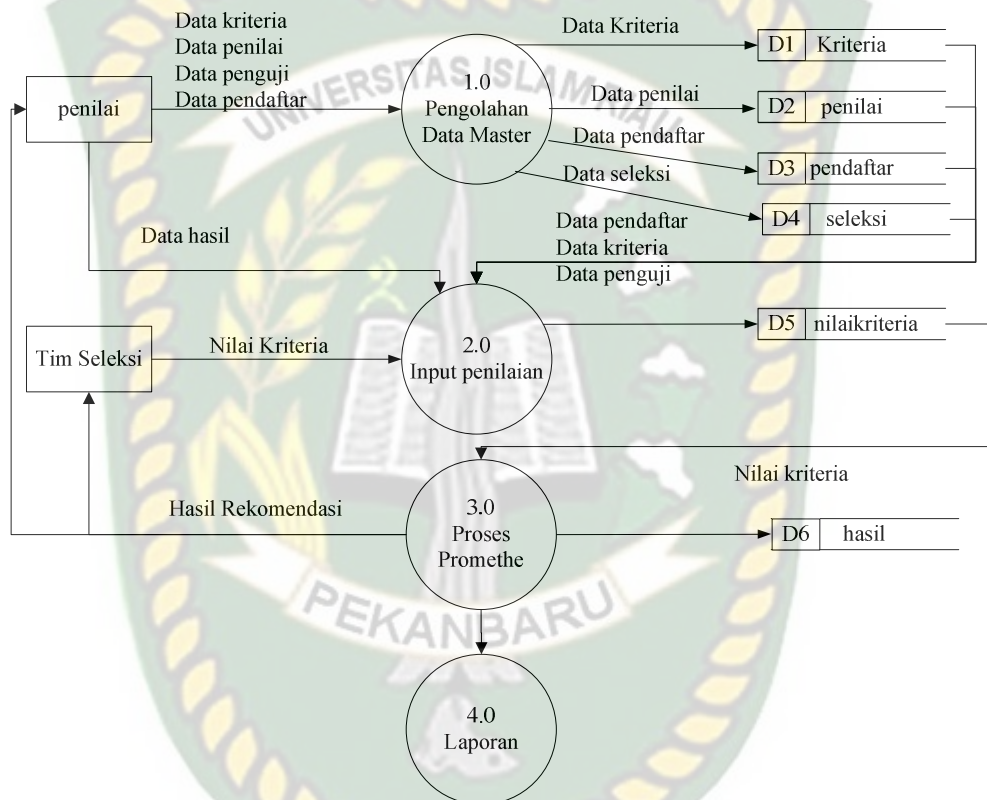 Data kriteria
Data penilai
Data penguji
Data pendaftar
penilai
1.0
Pengolahan
Data Master
Data Kriteria
D1 Kriteria
Data penilai
D2 penilai
Data pendaftar
D3 pendaftar
Data seleksi
D4 seleksi
UNIVERSITAS ISLAM RIAU
Data hasil
Data pendaftar
Data kriteria
Data penguji
Tim Seleksi
Nilai Kriteria
2.0
Input penilaian
D5 nilaikriteria
Nilai kriteria
Hasil Rekomendasi
3.0
Proses
Promethe
D6 hasil
PEKANBARU
4.0
Laporan